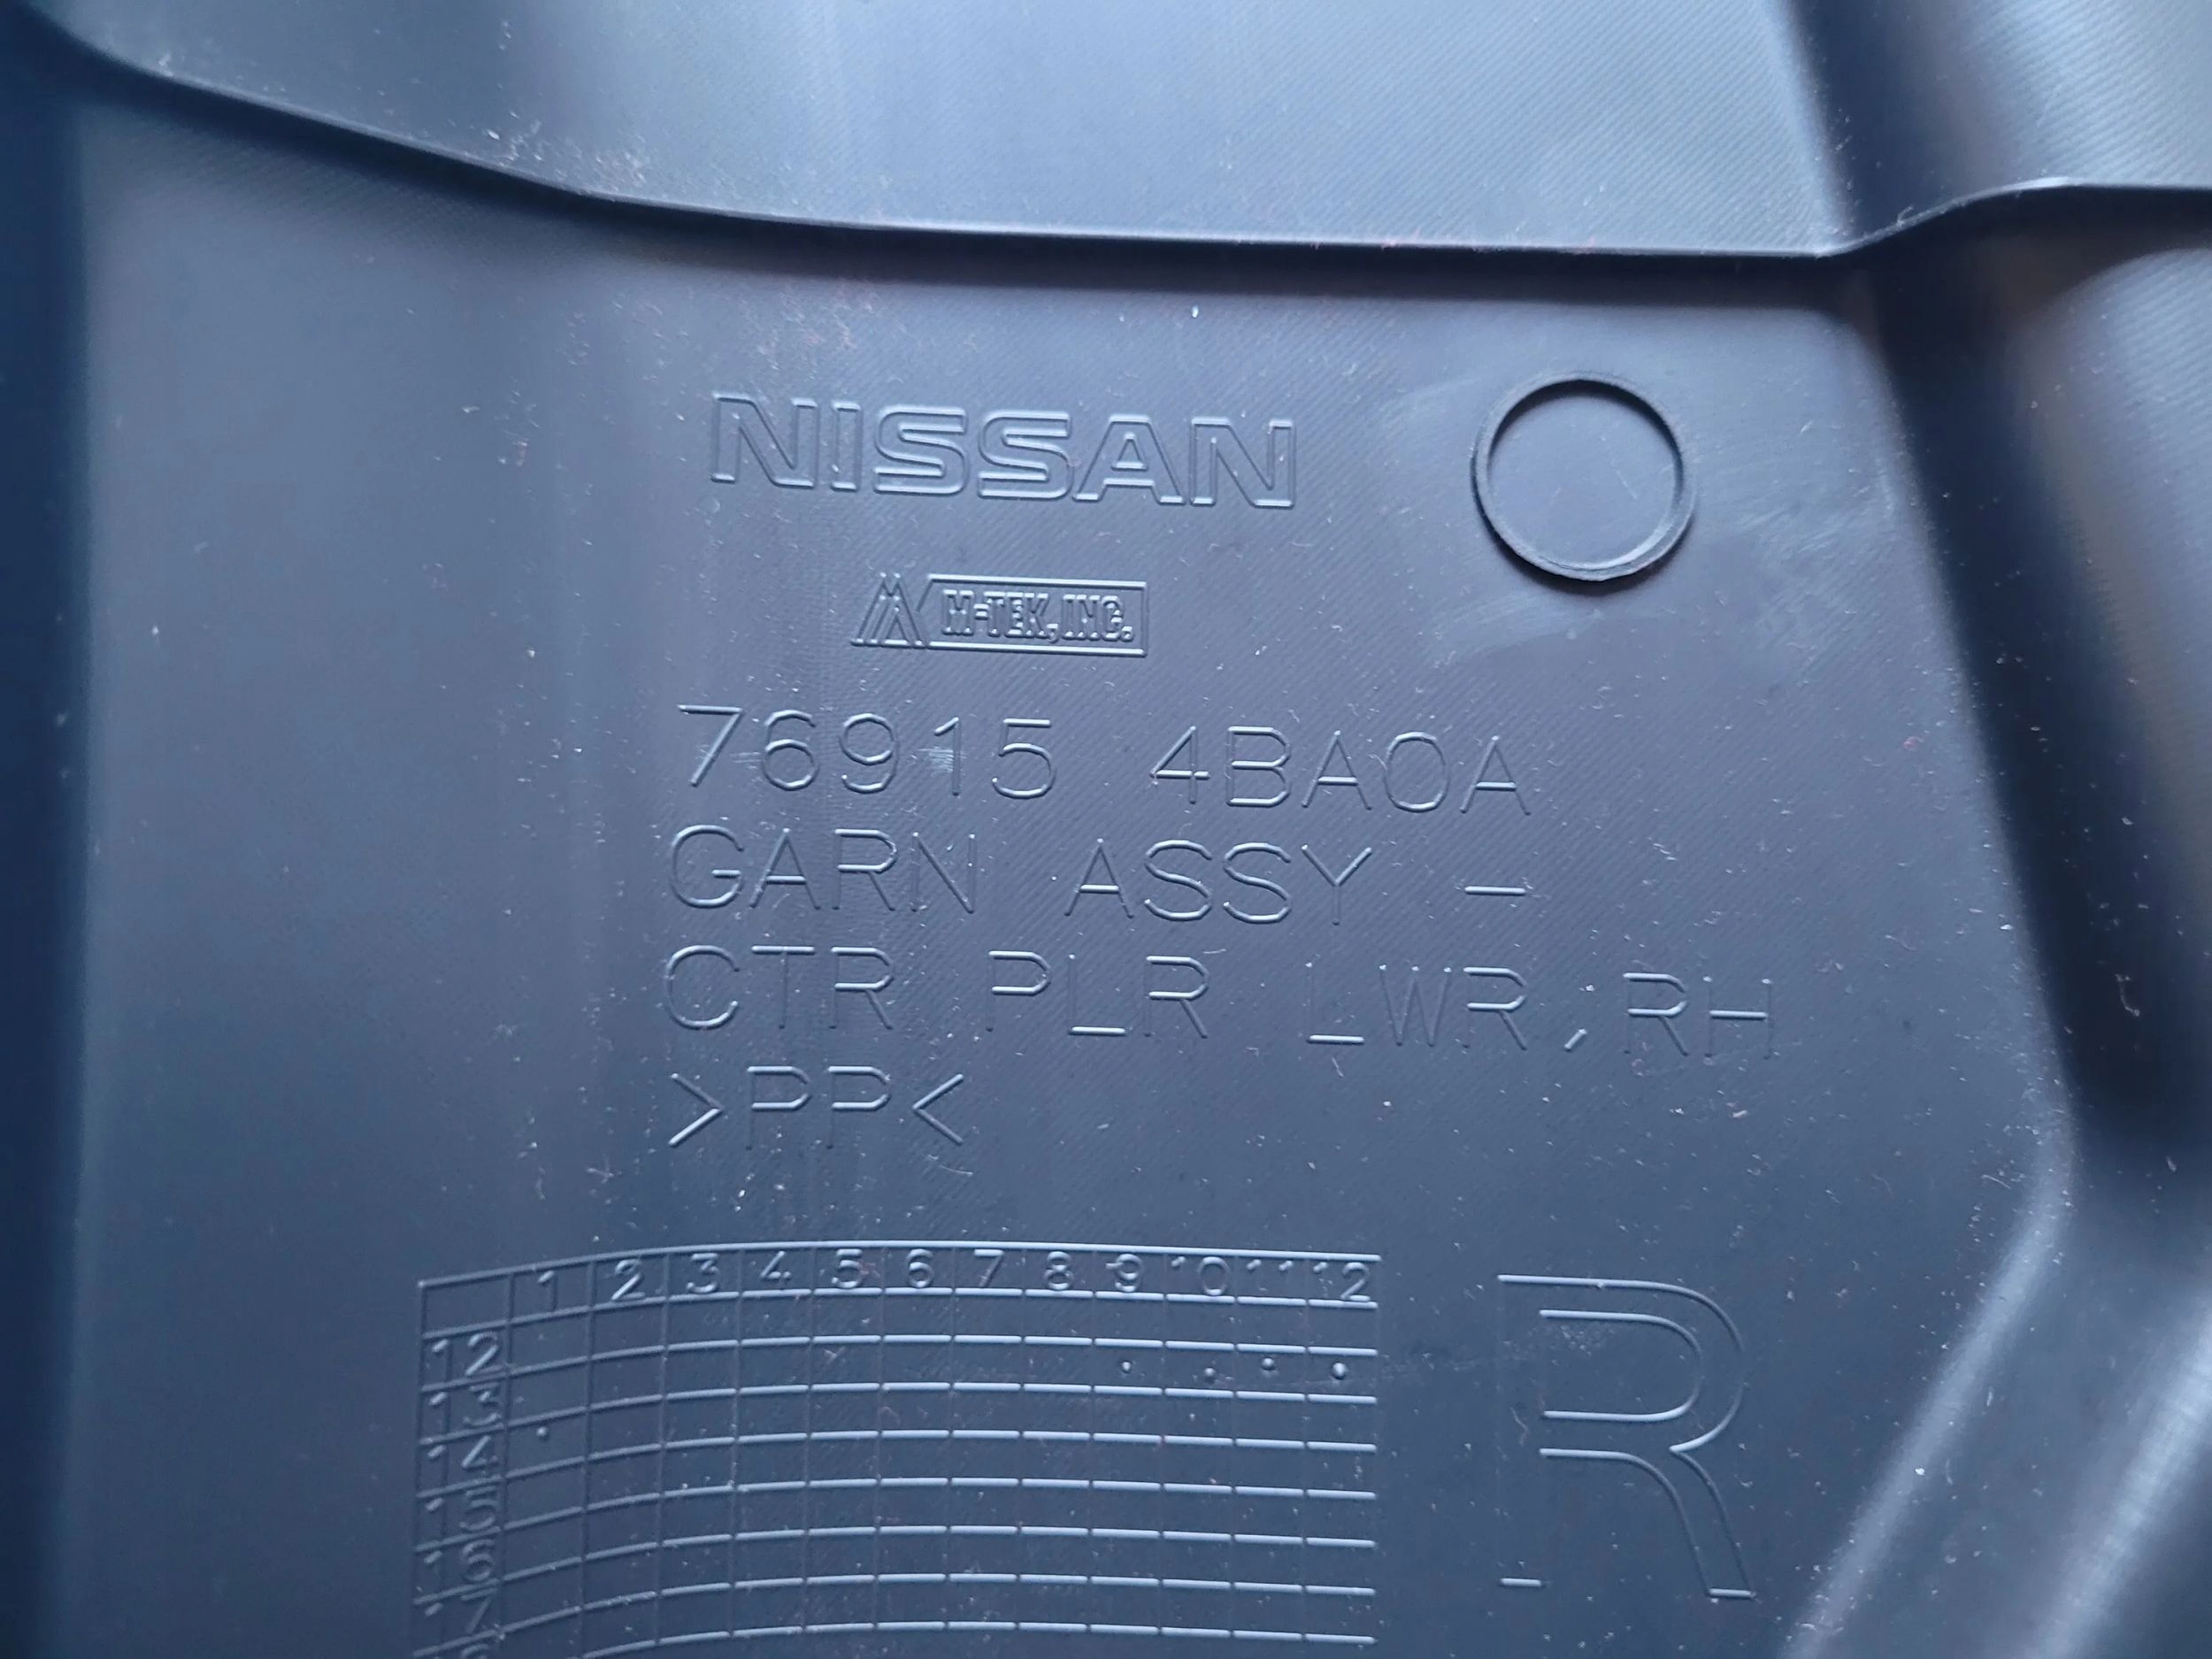 NISSAN
M-TEK, INC.
76915 4BA0A
GARN ASSY -
CTR PLR LWR, RH
>PP<
1 2 3 4 5 6 7 8 9 10 11 12
12
13
14
15
16
17
R